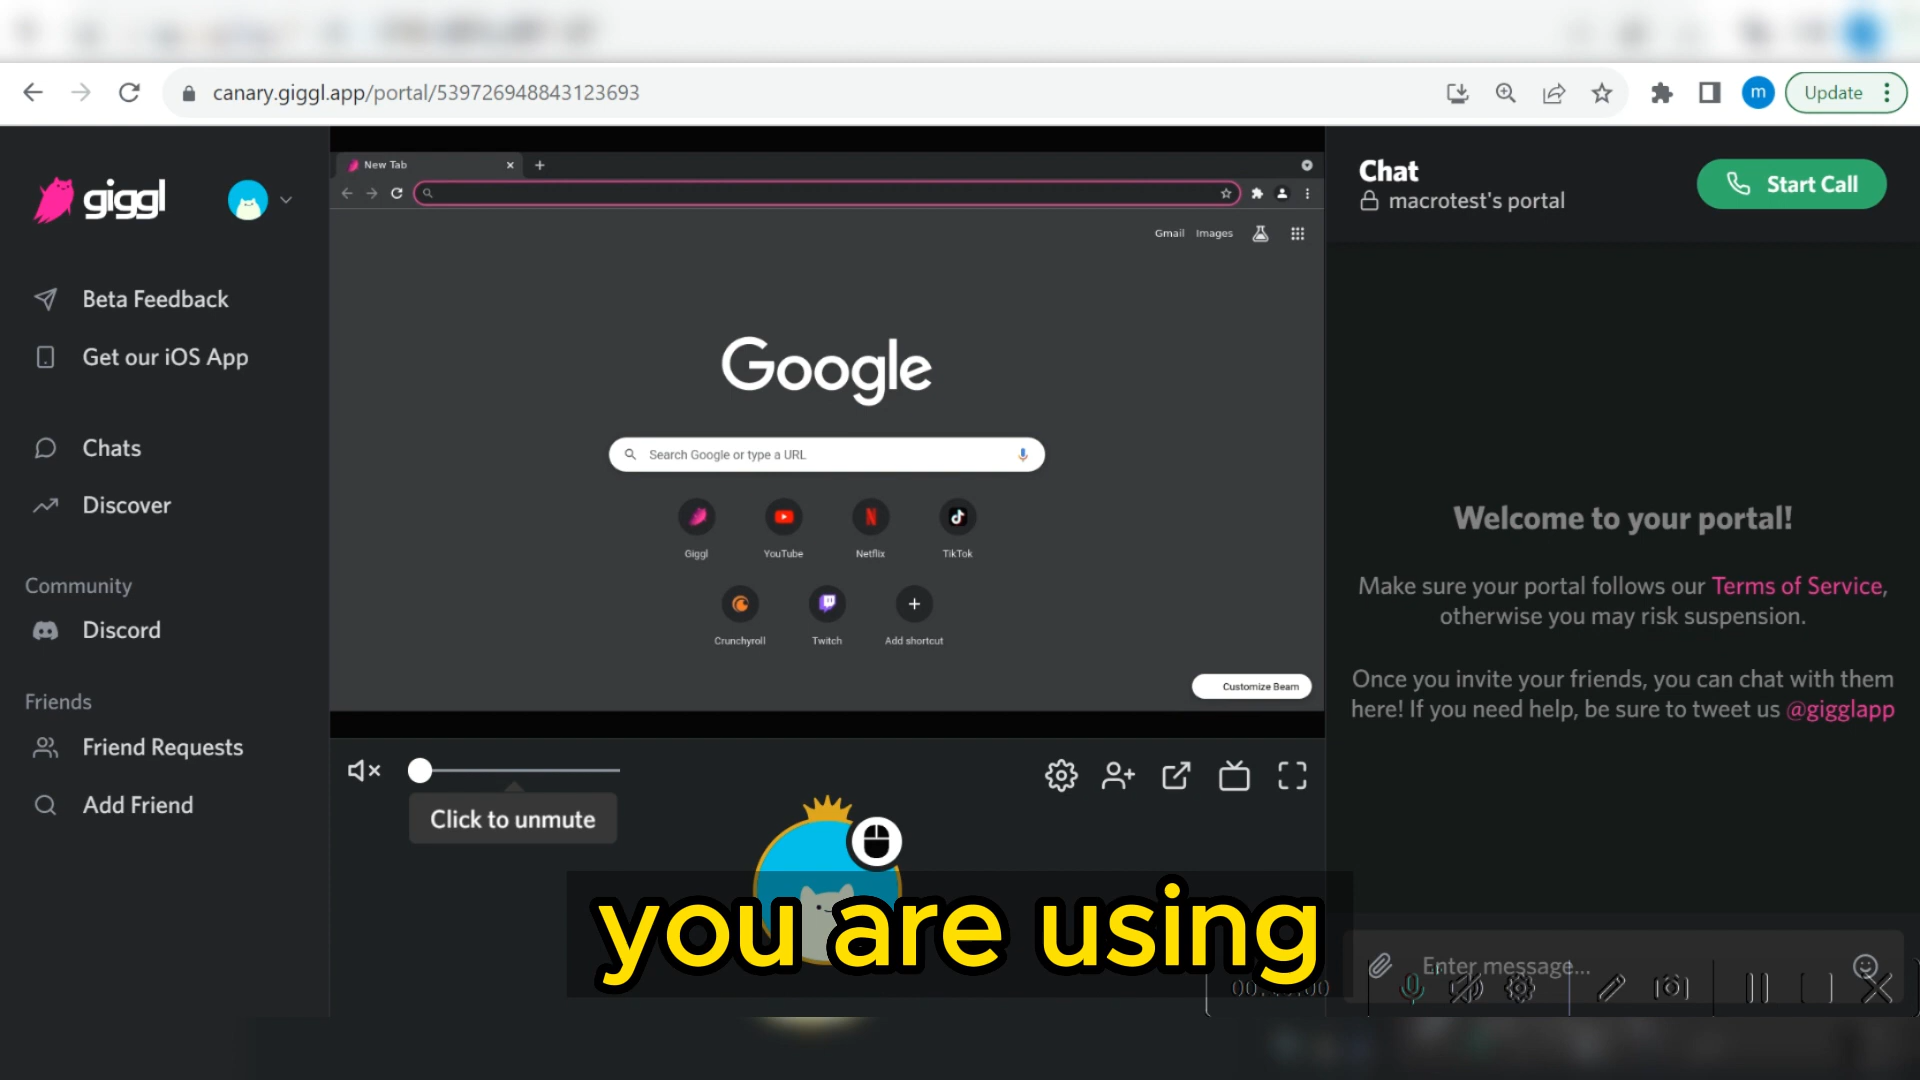 canary.giggl.app/portal/539726948843123693
m
Update
giggl
Beta Feedback
Get our iOS App
Chats
Discover
Community
Discord
Friends
Friend Requests
Add Friend
New Tab
Gmail Images
Google
Search Google or type a URL
Giggl YouTube Netflix TikTok
Crunchyroll Twitch Add shortcut
Customize Beam
Click to unmute
you are using
Chat
macrotest's portal
Start Call
Welcome to your portal!
Make sure your portal follows our Terms of Service,
otherwise you may risk suspension.
Once you invite your friends, you can chat with them
here! If you need help, be sure to tweet us @gigglapp
Enter message...